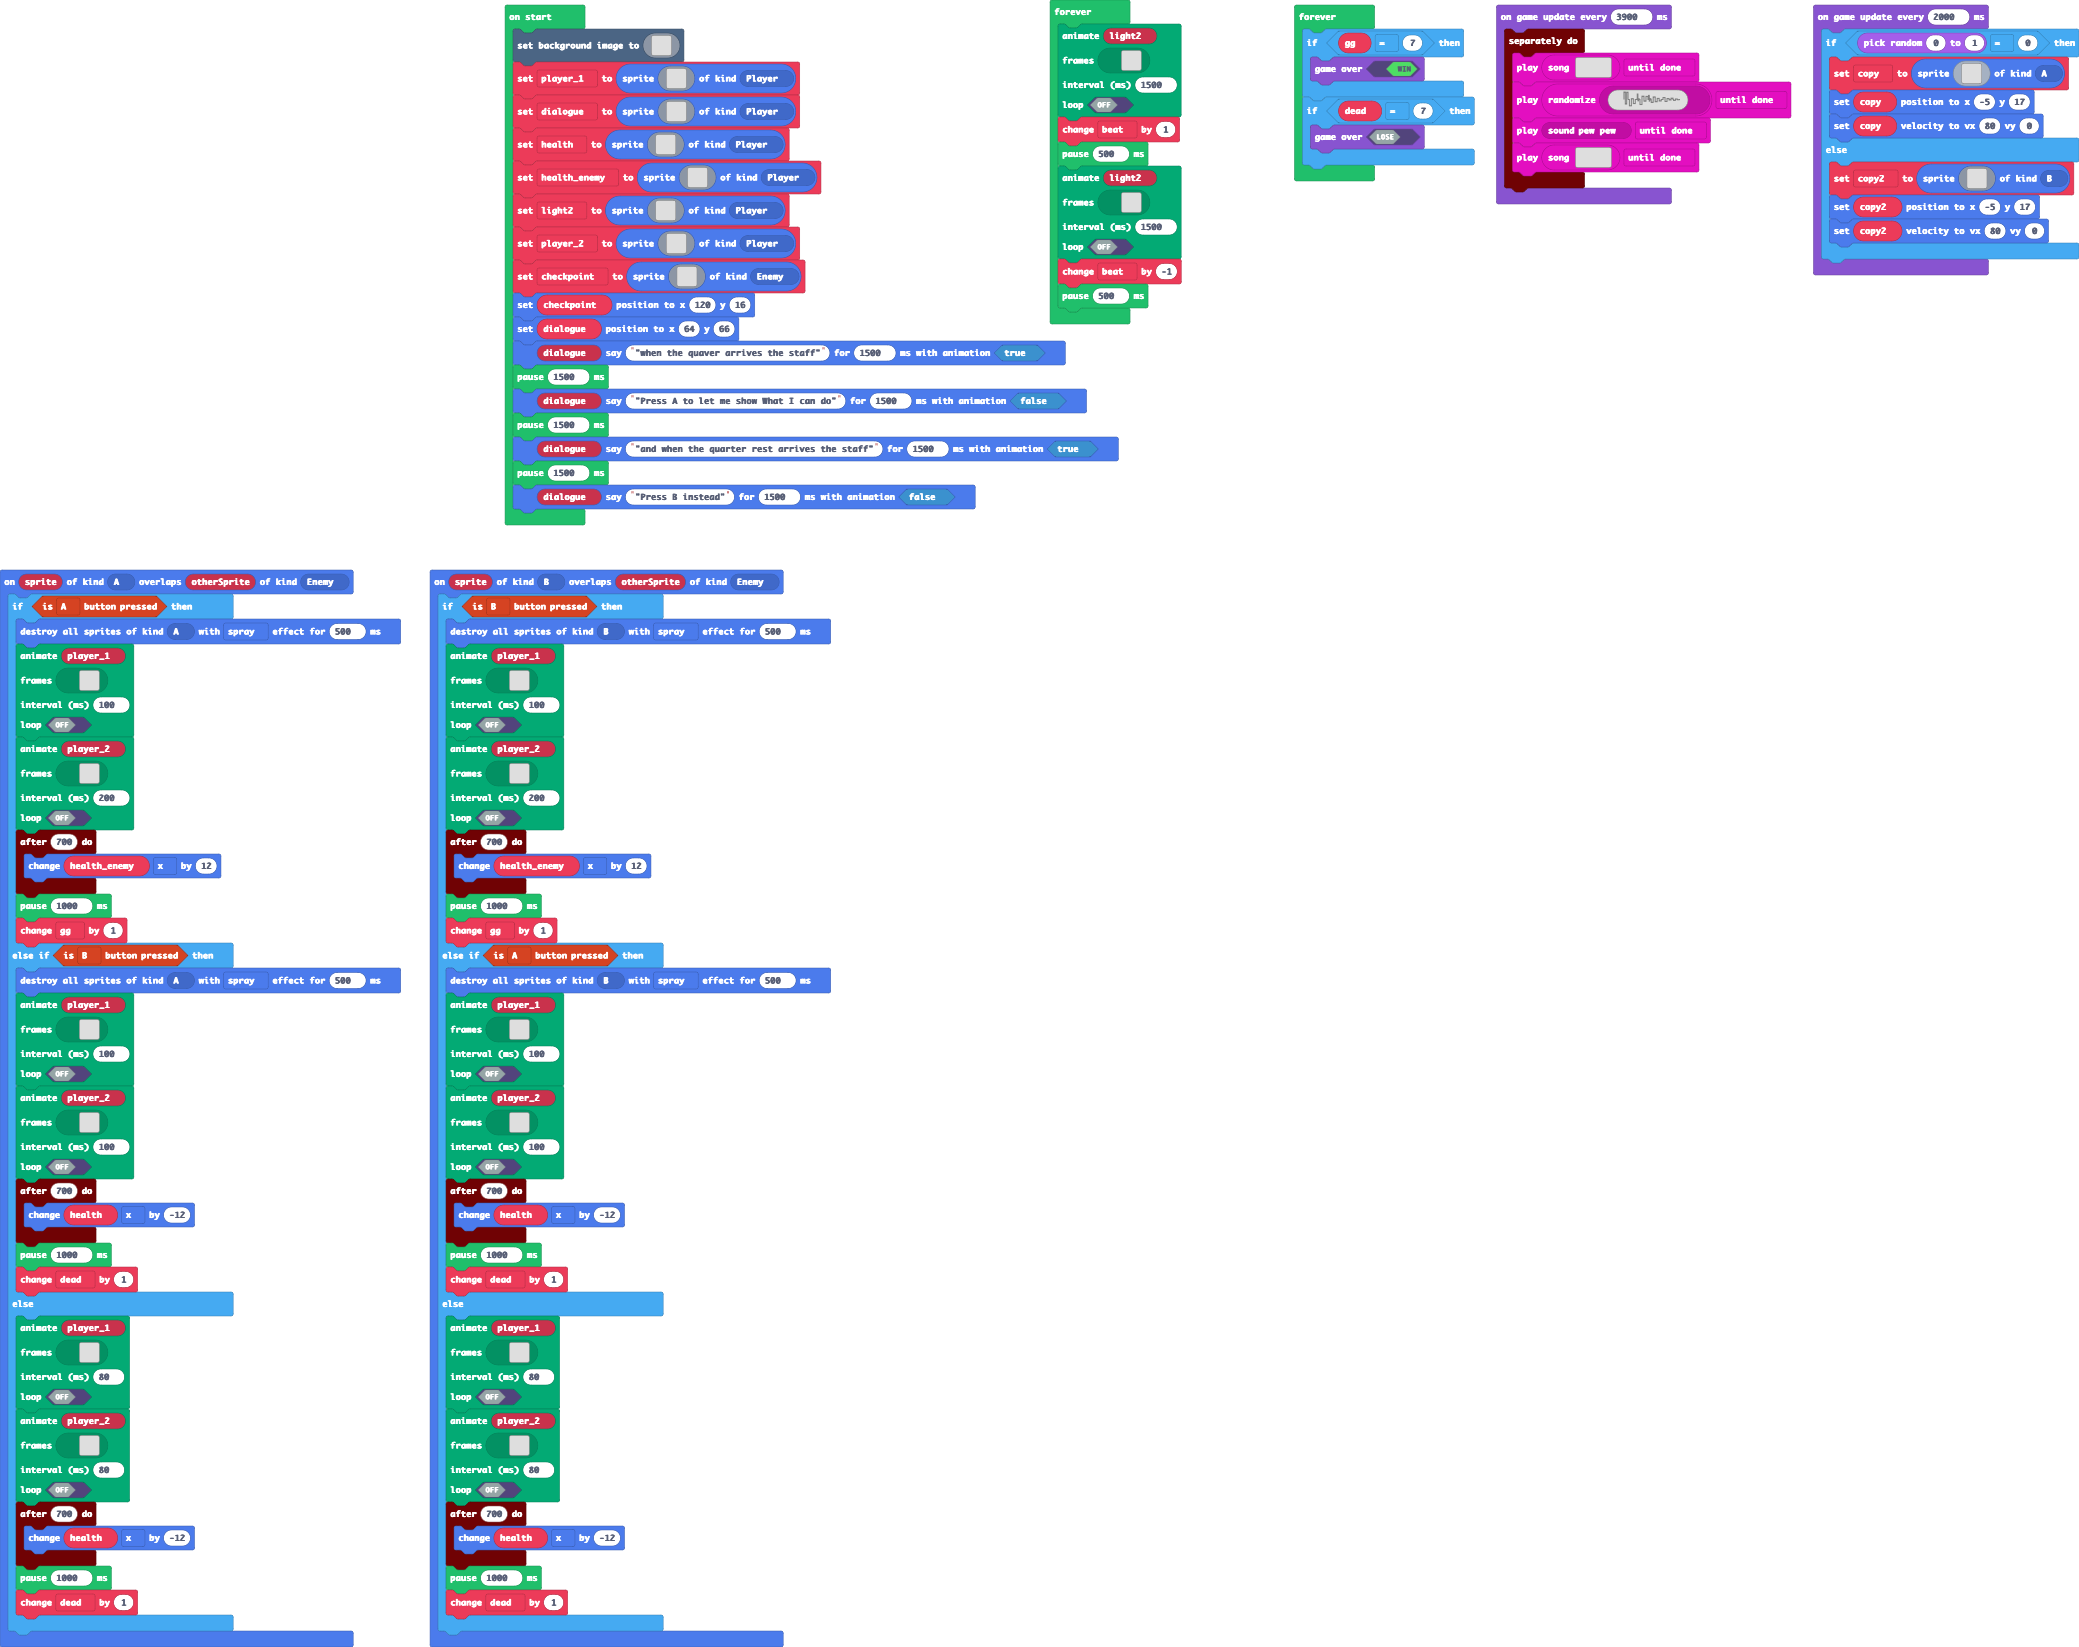 on start
set background image to
set player_1 to sprite of kind Player
set dialogue to sprite of kind Player
set health to sprite of kind Player
set health_enemy to sprite of kind Player
set light2 to sprite of kind Player
set player_2 to sprite of kind Player
set checkpoint to sprite of kind Enemy
set checkpoint position to x 120 y 16
set dialogue position to x 64 y 66
dialogue say ""when the quaver arrives the staff"" for 1500 ms with animation true
pause 1500 ms
dialogue say ""Press A to let me show What I can do"" for 1500 ms with animation false
pause 1500 ms
dialogue say ""and when the quarter rest arrives the staff"" for 1500 ms with animation true
pause 1500 ms
dialogue say ""Press B instead"" for 1500 ms with animation false
forever
animate light2
frames
interval (ms) 1500
loop OFF
change beat by 1
pause 500 ms
animate light2
frames
interval (ms) 1500
loop OFF
change beat by -1
pause 500 ms
forever
if gg = 7 then
game over WIN
if dead = 7 then
game over LOSE
on game update every 3900 ms
separately do
play song until done
play randomize until done
play sound pew pew until done
play song until done
on game update every 2000 ms
if pick random 0 to 1 = 0 then
set copy to sprite of kind A
set copy position to x -5 y 17
set copy velocity to vx 80 vy 0
else
set copy2 to sprite of kind B
set copy2 position to x -5 y 17
set copy2 velocity to vx 80 vy 0
on sprite of kind A overlaps otherSprite of kind Enemy
if is A button pressed then
destroy all sprites of kind A with spray effect for 500 ms
animate player_1
frames
interval (ms) 100
loop OFF
animate player_2
frames
interval (ms) 200
loop OFF
after 700 do
change health_enemy x by 12
pause 1000 ms
change gg by 1
else if is B button pressed then
destroy all sprites of kind A with spray effect for 500 ms
animate player_1
frames
interval (ms) 100
loop OFF
animate player_2
frames
interval (ms) 100
loop OFF
after 700 do
change health x by -12
pause 1000 ms
change dead by 1
else
animate player_1
frames
interval (ms) 80
loop OFF
animate player_2
frames
interval (ms) 80
loop OFF
after 700 do
change health x by -12
pause 1000 ms
change dead by 1
on sprite of kind B overlaps otherSprite of kind Enemy
if is B button pressed then
destroy all sprites of kind B with spray effect for 500 ms
animate player_1
frames
interval (ms) 100
loop OFF
animate player_2
frames
interval (ms) 200
loop OFF
after 700 do
change health_enemy x by 12
pause 1000 ms
change gg by 1
else if is A button pressed then
destroy all sprites of kind B with spray effect for 500 ms
animate player_1
frames
interval (ms) 100
loop OFF
animate player_2
frames
interval (ms) 100
loop OFF
after 700 do
change health x by -12
pause 1000 ms
change dead by 1
else
animate player_1
frames
interval (ms) 80
loop OFF
animate player_2
frames
interval (ms) 80
loop OFF
after 700 do
change health x by -12
pause 1000 ms
change dead by 1